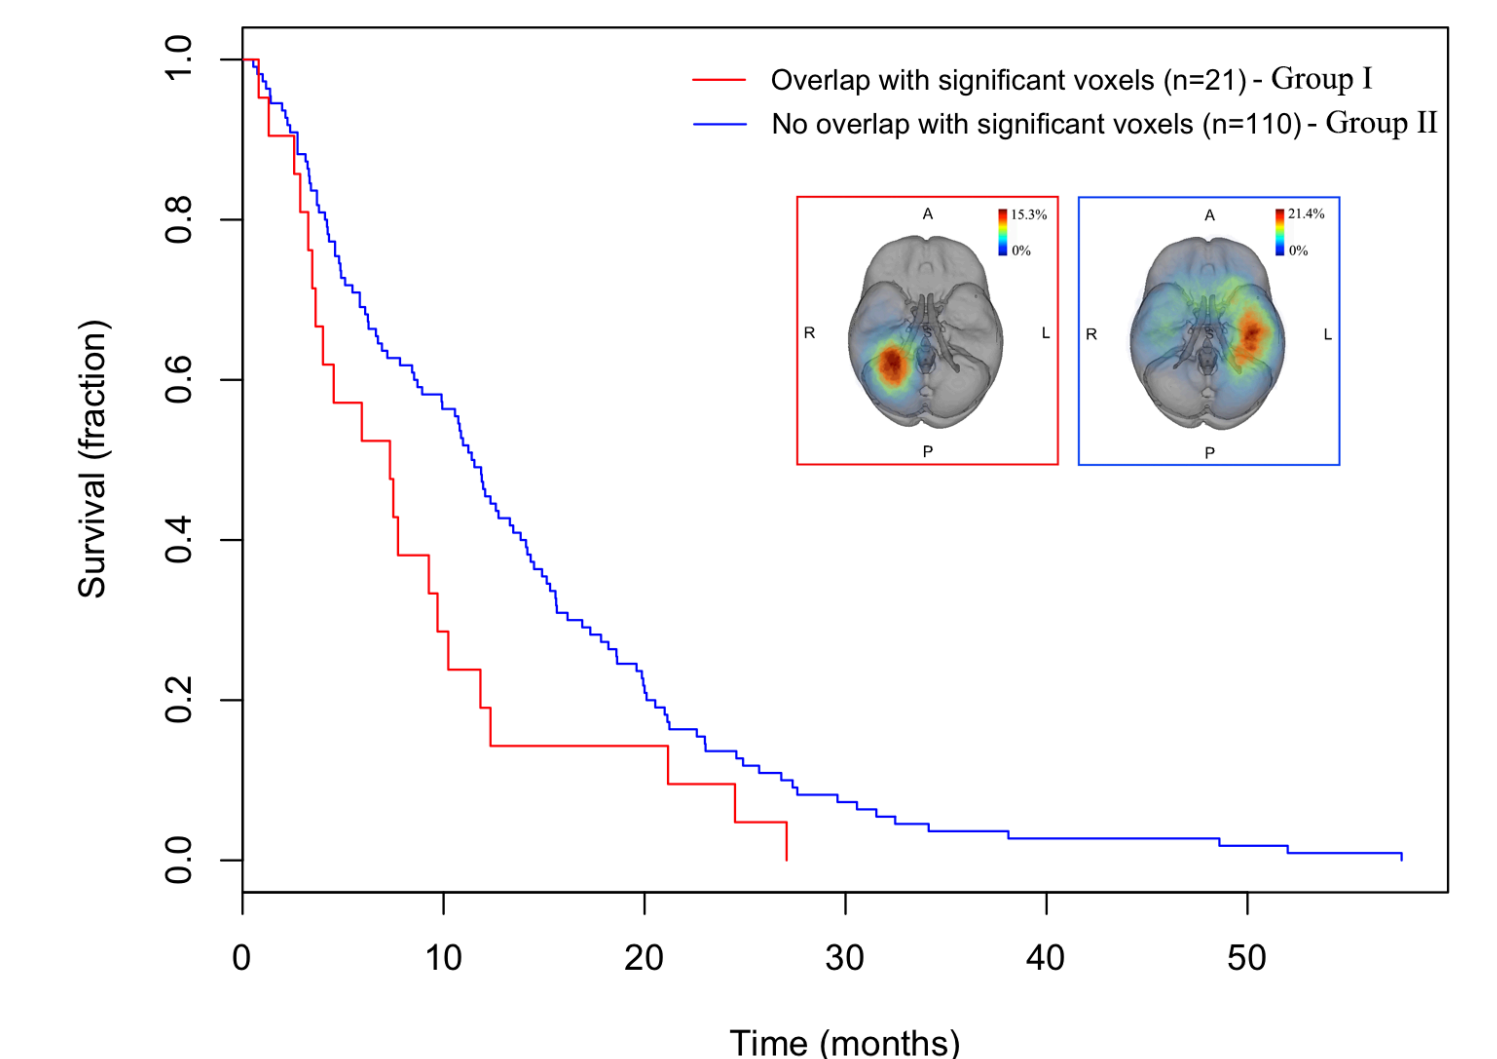 Overlap with significant voxels (n=21) - Group I
No overlap with significant voxels (n=110) - Group II
A
15.3%
0%
R
L
S
P
A
21.4%
0%
R
L
S
P
Survival (fraction)
1.0
0.8
0.6
0.4
0.2
0.0
0 10 20 30 40 50
Time (months)